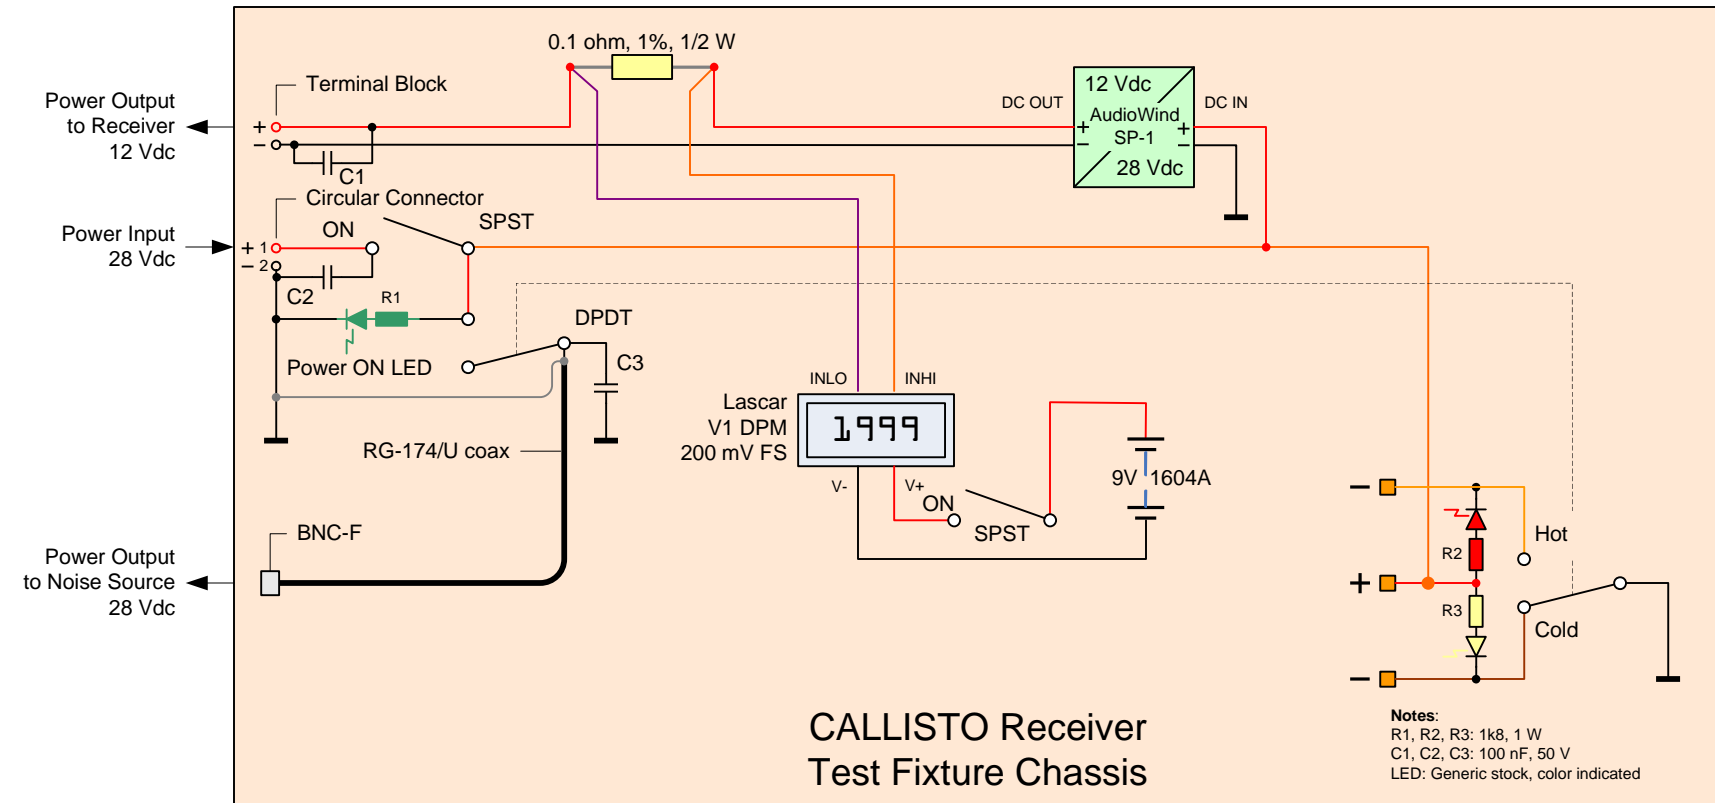 0.1 ohm, 1%, 1/2 W
Terminal Block
Power Output
to Receiver
12 Vdc
+
−
C1
DC OUT
12 Vdc
AudioWind
SP-1
28 Vdc
+
−
+
−
DC IN
Circular Connector
ON
SPST
Power Input
28 Vdc
+ 1
− 2
C2
R1
Power ON LED
DPDT
C3
RG-174/U coax
BNC-F
Power Output
to Noise Source
28 Vdc
INLO
INHI
Lascar
V1 DPM
200 mV FS
1999
V-
V+
ON
SPST
9V 1604A
−
+
−
R2
R3
Hot
Cold
CALLISTO Receiver
Test Fixture Chassis
Notes:
R1, R2, R3: 1k8, 1 W
C1, C2, C3: 100 nF, 50 V
LED: Generic stock, color indicated